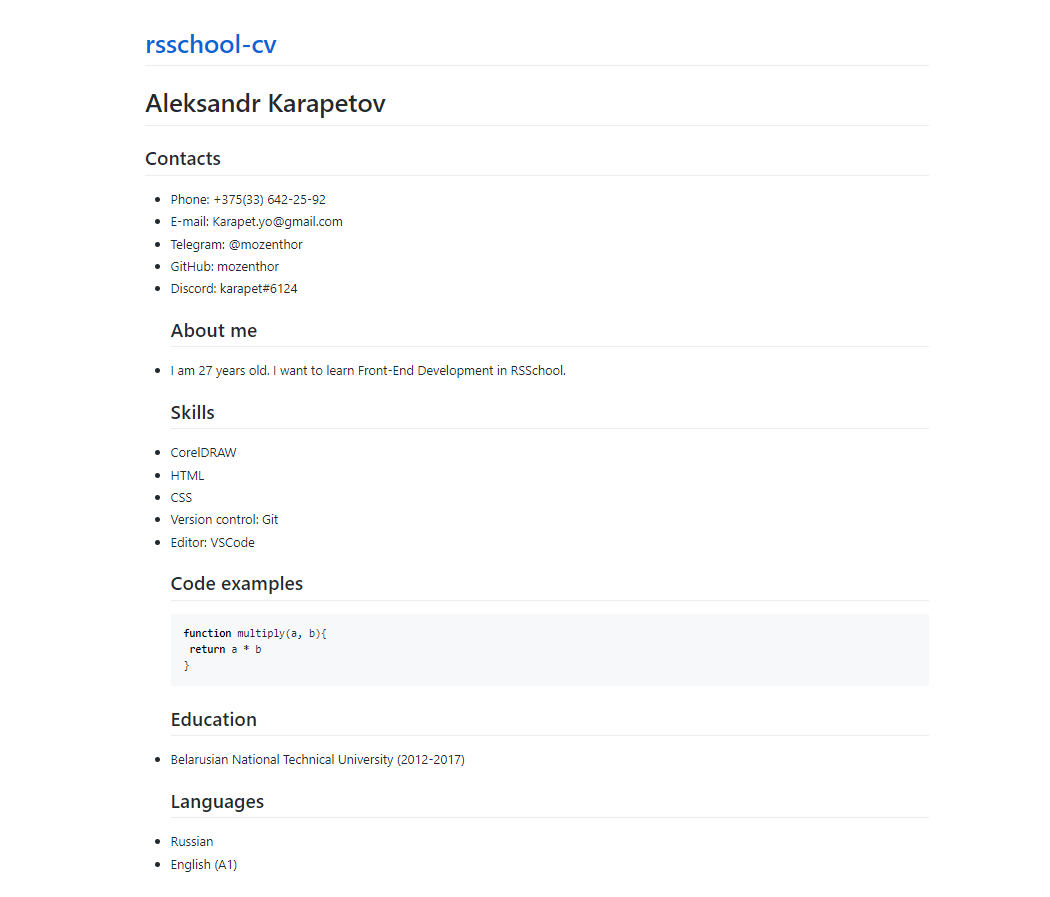 rsschool-cv
Aleksandr Karapetov
Contacts
Phone: +375(33) 642-25-92
E-mail: Karapet.yo@gmail.com
Telegram: @mozenthor
GitHub: mozenthor
Discord: karapet#6124
About me
I am 27 years old. I want to learn Front-End Development in RSSchool.
Skills
CorelDRAW
HTML
CSS
Version control: Git
Editor: VSCode
Code examples
function multiply(a, b){
 return a * b
}
Education
Belarusian National Technical University (2012-2017)
Languages
Russian
English (A1)